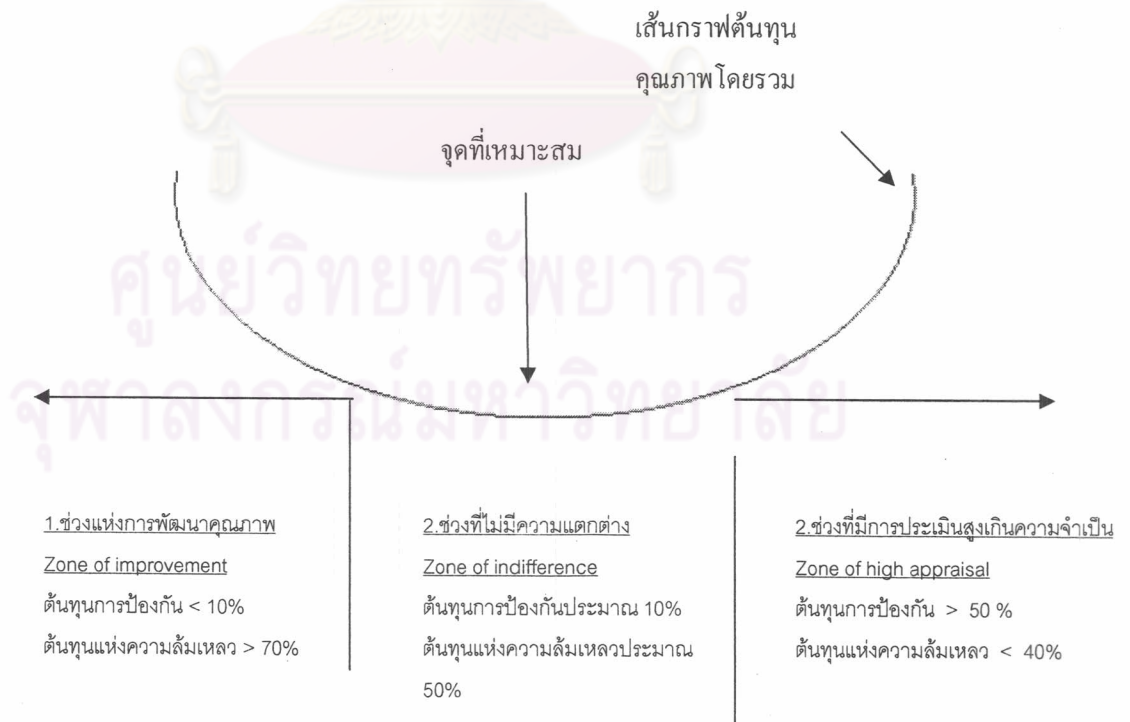 เส้นกราฟต้นทุน
คุณภาพโดยรวม
จุดที่เหมาะสม
ศูนย์วิทยทรัพยากร
จุฬาลงกรณ์มหาวิทยาลัย
1.ช่วงแห่งการพัฒนาคุณภาพ
Zone of improvement
ต้นทุนการป้องกัน < 10%
ต้นทุนแห่งความล้มเหลว > 70%
2.ช่วงที่ไม่มีความแตกต่าง
Zone of indifference
ต้นทุนการป้องกันประมาณ 10%
ต้นทุนแห่งความล้มเหลวประมาณ
50%
2.ช่วงที่มีการประเมินสูงเกินความจำเป็น
Zone of high appraisal
ต้นทุนการป้องกัน > 50 %
ต้นทุนแห่งความล้มเหลว < 40%